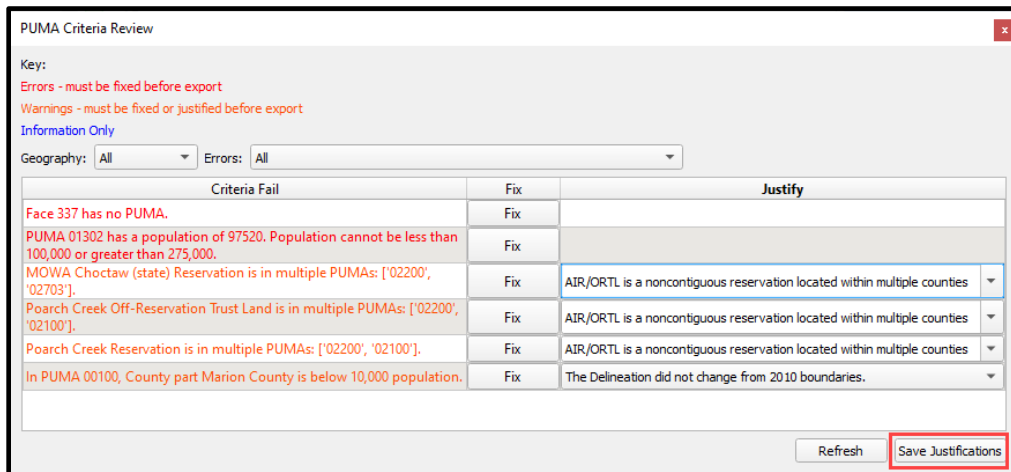 PUMA Criteria Review
x
Key:
Errors - must be fixed before export
Warnings - must be fixed or justified before export
Information Only
Geography: All Errors: All
Criteria Fail Fix Justify
Face 337 has no PUMA. Fix
PUMA 01302 has a population of 97520. Population cannot be less than
100,000 or greater than 275,000.
Fix
MOWA Choctaw (state) Reservation is in multiple PUMAs: ['02200',
'02703'].
Fix AIR/ORTL is a noncontiguous reservation located within multiple counties
Poarch Creek Off-Reservation Trust Land is in multiple PUMAs: ['02200',
'02100'].
Fix AIR/ORTL is a noncontiguous reservation located within multiple counties
Poarch Creek Reservation is in multiple PUMAs: ['02200', '02100']. Fix AIR/ORTL is a noncontiguous reservation located within multiple counties
In PUMA 00100, County part Marion County is below 10,000 population. Fix The Delineation did not change from 2010 boundaries.
Refresh Save Justifications